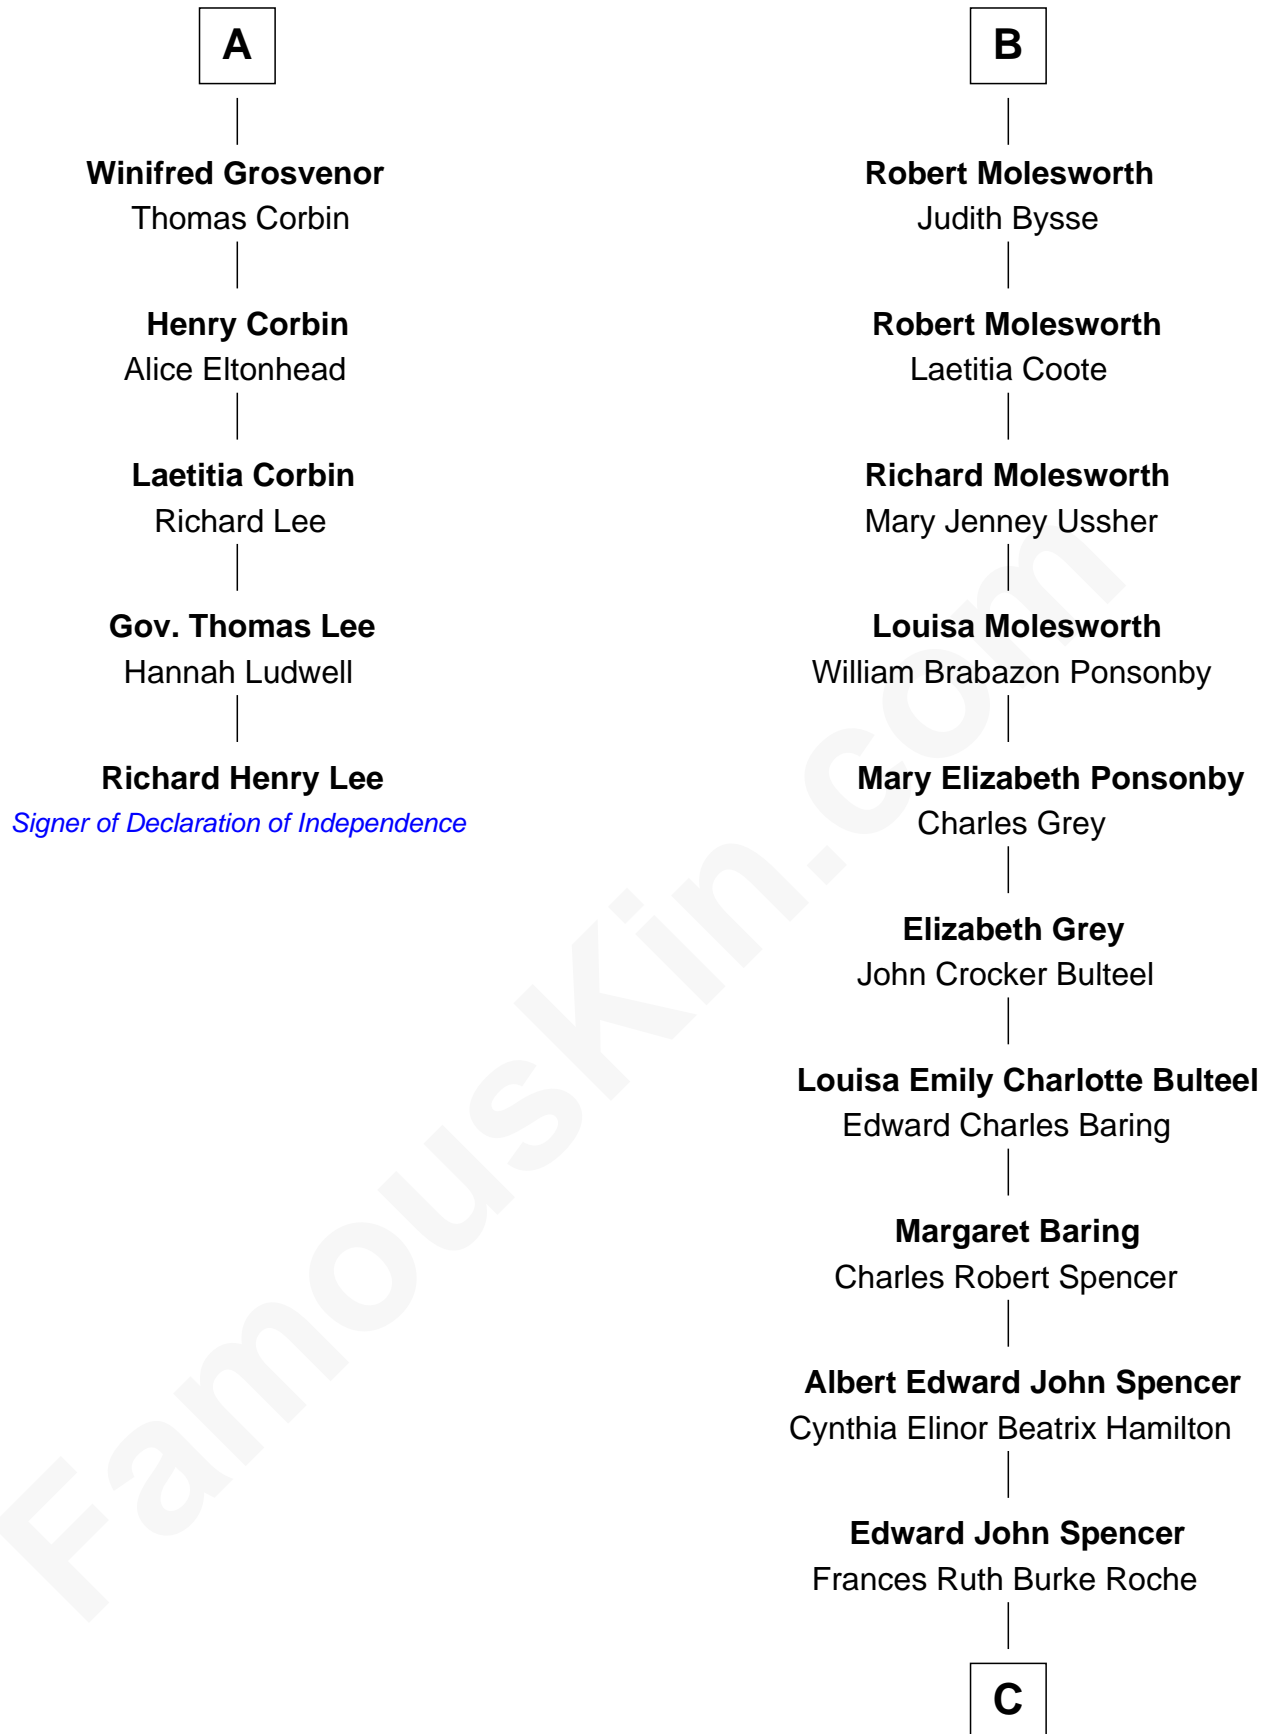 A
Winifred Grosvenor
Thomas Corbin
Henry Corbin
Alice Eltonhead
Laetitia Corbin
Richard Lee
Gov. Thomas Lee
Hannah Ludwell
Richard Henry Lee
Signer of Declaration of Independence
B
Robert Molesworth
Judith Bysse
Robert Molesworth
Laetitia Coote
Richard Molesworth
Mary Jenney Ussher
Louisa Molesworth
William Brabazon Ponsonby
Mary Elizabeth Ponsonby
Charles Grey
Elizabeth Grey
John Crocker Bulteel
Louisa Emily Charlotte Bulteel
Edward Charles Baring
Margaret Baring
Charles Robert Spencer
Albert Edward John Spencer
Cynthia Elinor Beatrix Hamilton
Edward John Spencer
Frances Ruth Burke Roche
C
FamousKin.com